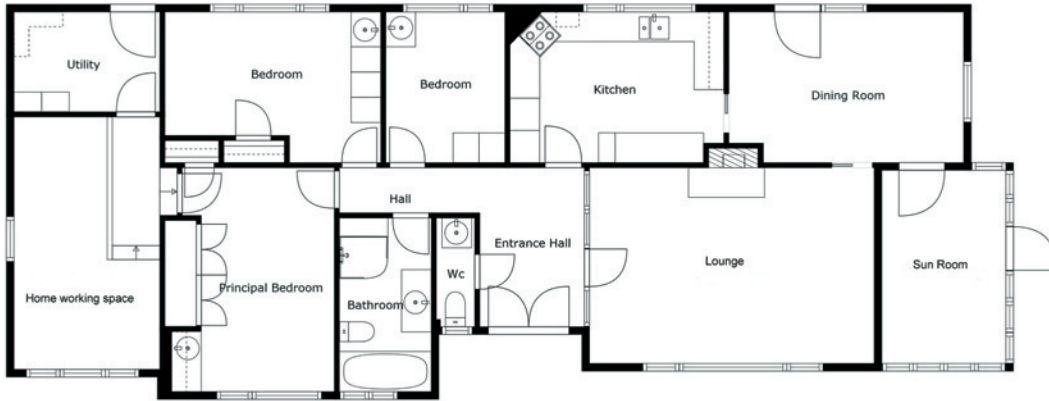 Utility
Bedroom
Bedroom
Kitchen
Dining Room
Hall
Entrance Hall
Lounge
Sun Room
Wc
Home working space
Principal Bedroom
Bathroom